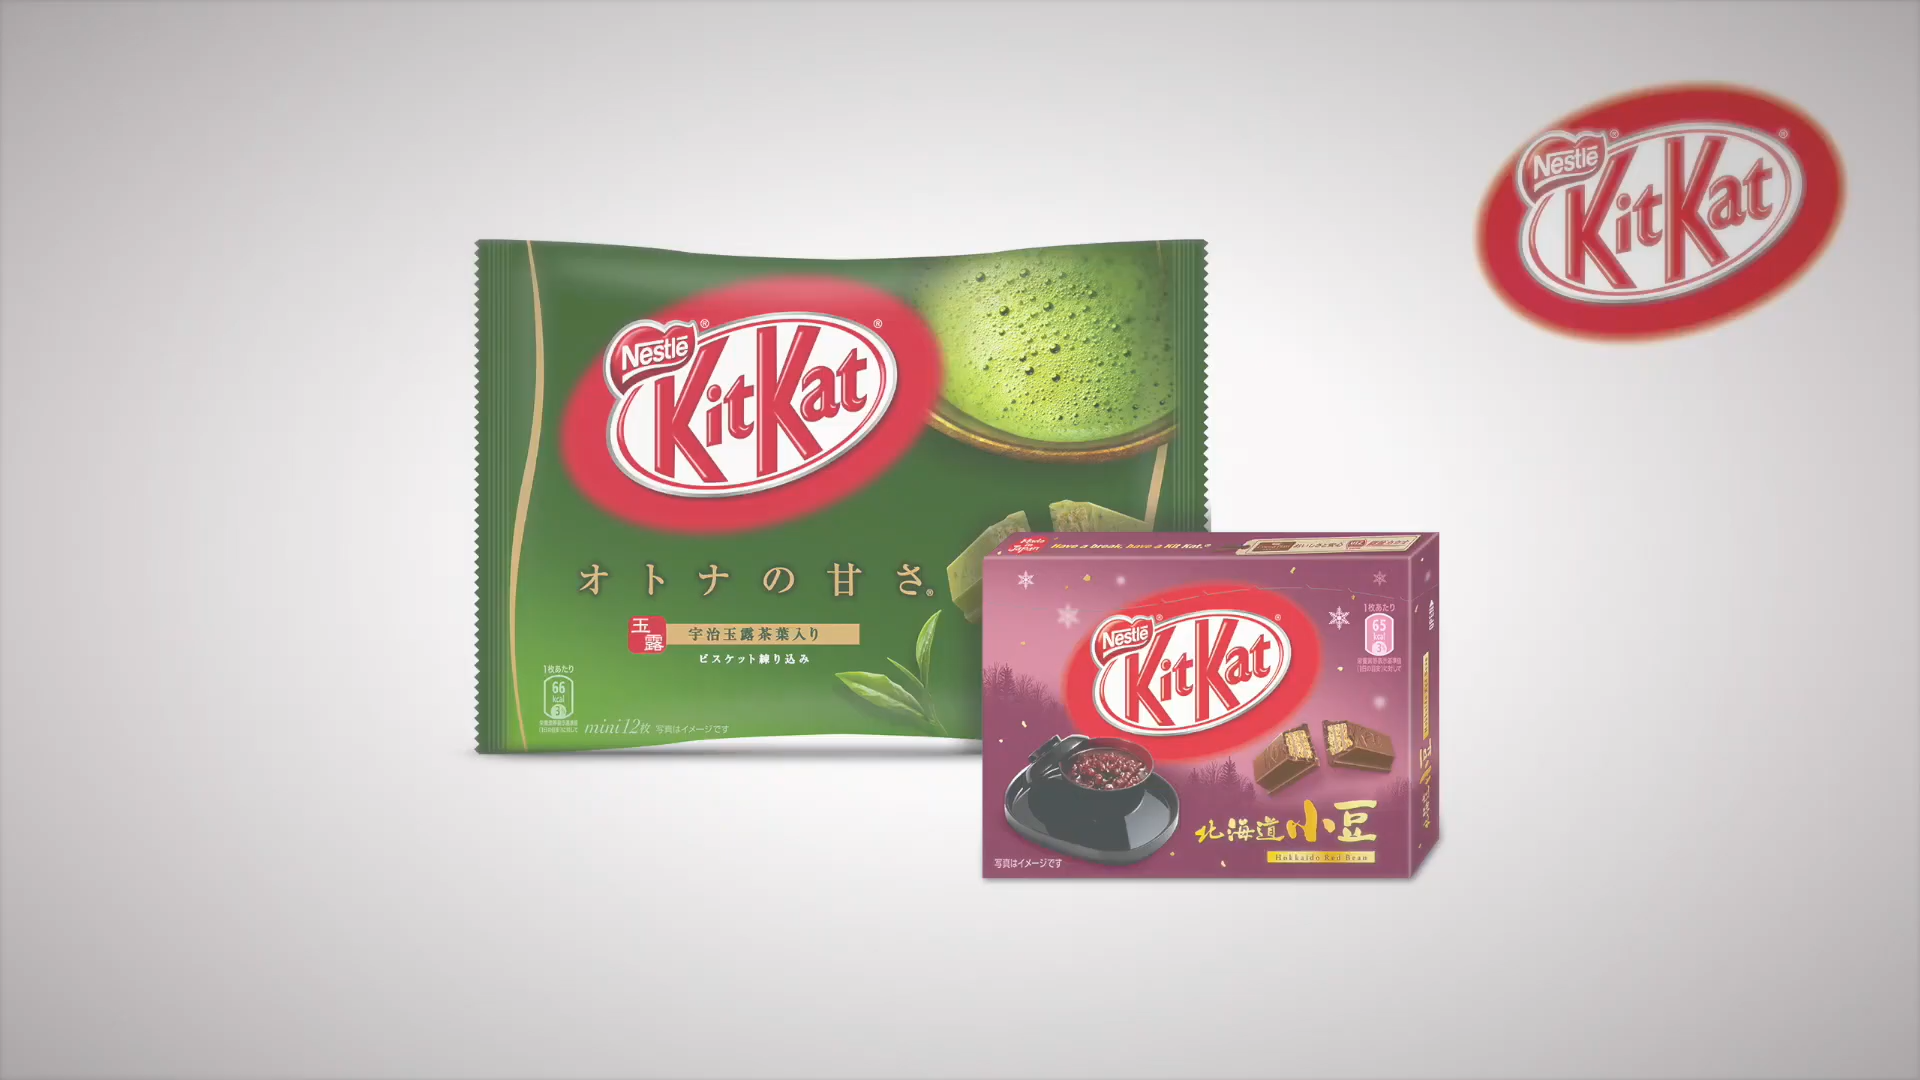 Nestlé
KitKat
Nestlé
KitKat
オトナの甘さ
玉露
宇治玉露茶葉入り
ビスケット練り込み
1枚あたり
66
kcal
3%
mini 12枚 写真はイメージです
Made in Japan
Have a break, have a Kit Kat.
Nestlé
KitKat
1枚あたり
65
kcal
3%
北海道小豆
Hokkaido Red Bean
写真はイメージです